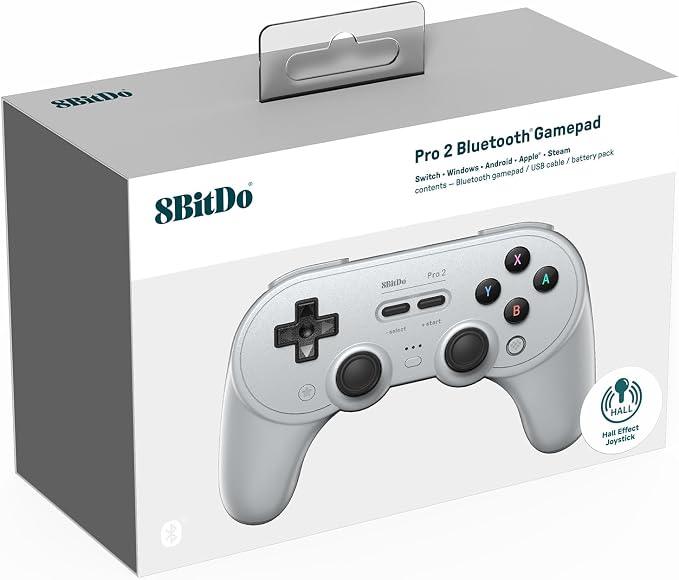 8BitDo
8BitDo®
Pro 2 Bluetooth® Gamepad
Switch • Windows • Android • Apple® • Steam
contents – Bluetooth gamepad / USB cable / battery pack
8BitDo
Pro 2
X
Y
A
B
- select
+ start
HALL
Hall Effect
Joystick